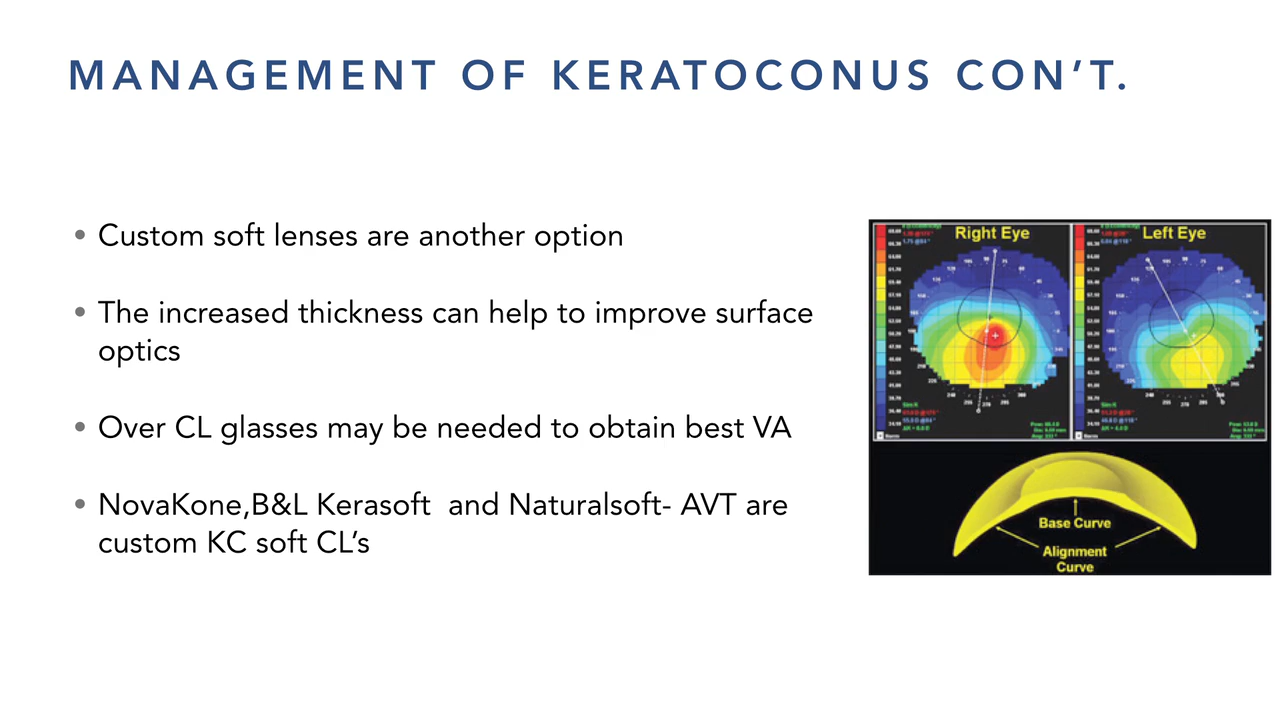 MANAGEMENT OF KERATOCONUS CON’T.
• Custom soft lenses are another option
• The increased thickness can help to improve surface
optics
• Over CL glasses may be needed to obtain best VA
• NovaKone,B&L Kerasoft  and Naturalsoft- AVT are
custom KC soft CL’s
Right Eye
Left Eye
Base Curve
Alignment
Curve